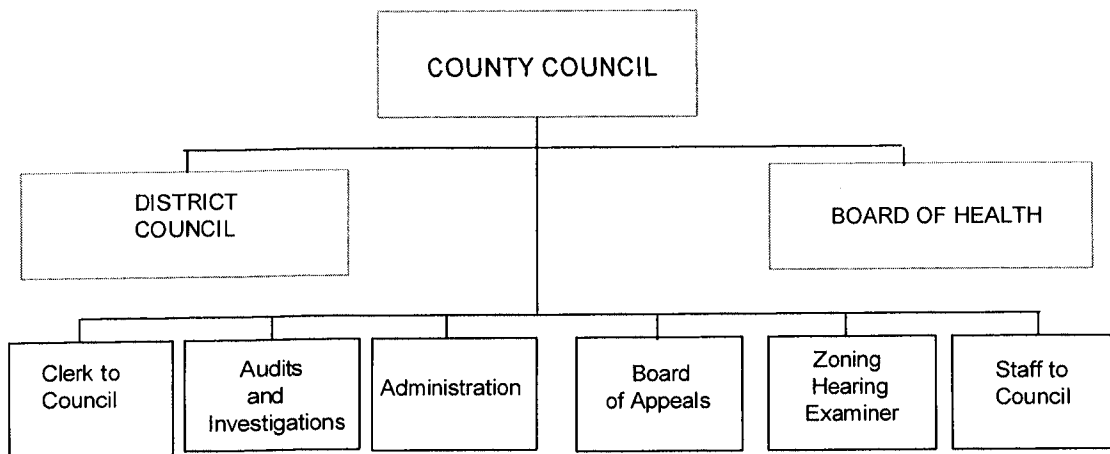 COUNTY COUNCIL
DISTRICT
COUNCIL
BOARD OF HEALTH
Clerk to
Council
Audits
and
Investigations
Administration
Board
of Appeals
Zoning
Hearing
Examiner
Staff to
Council